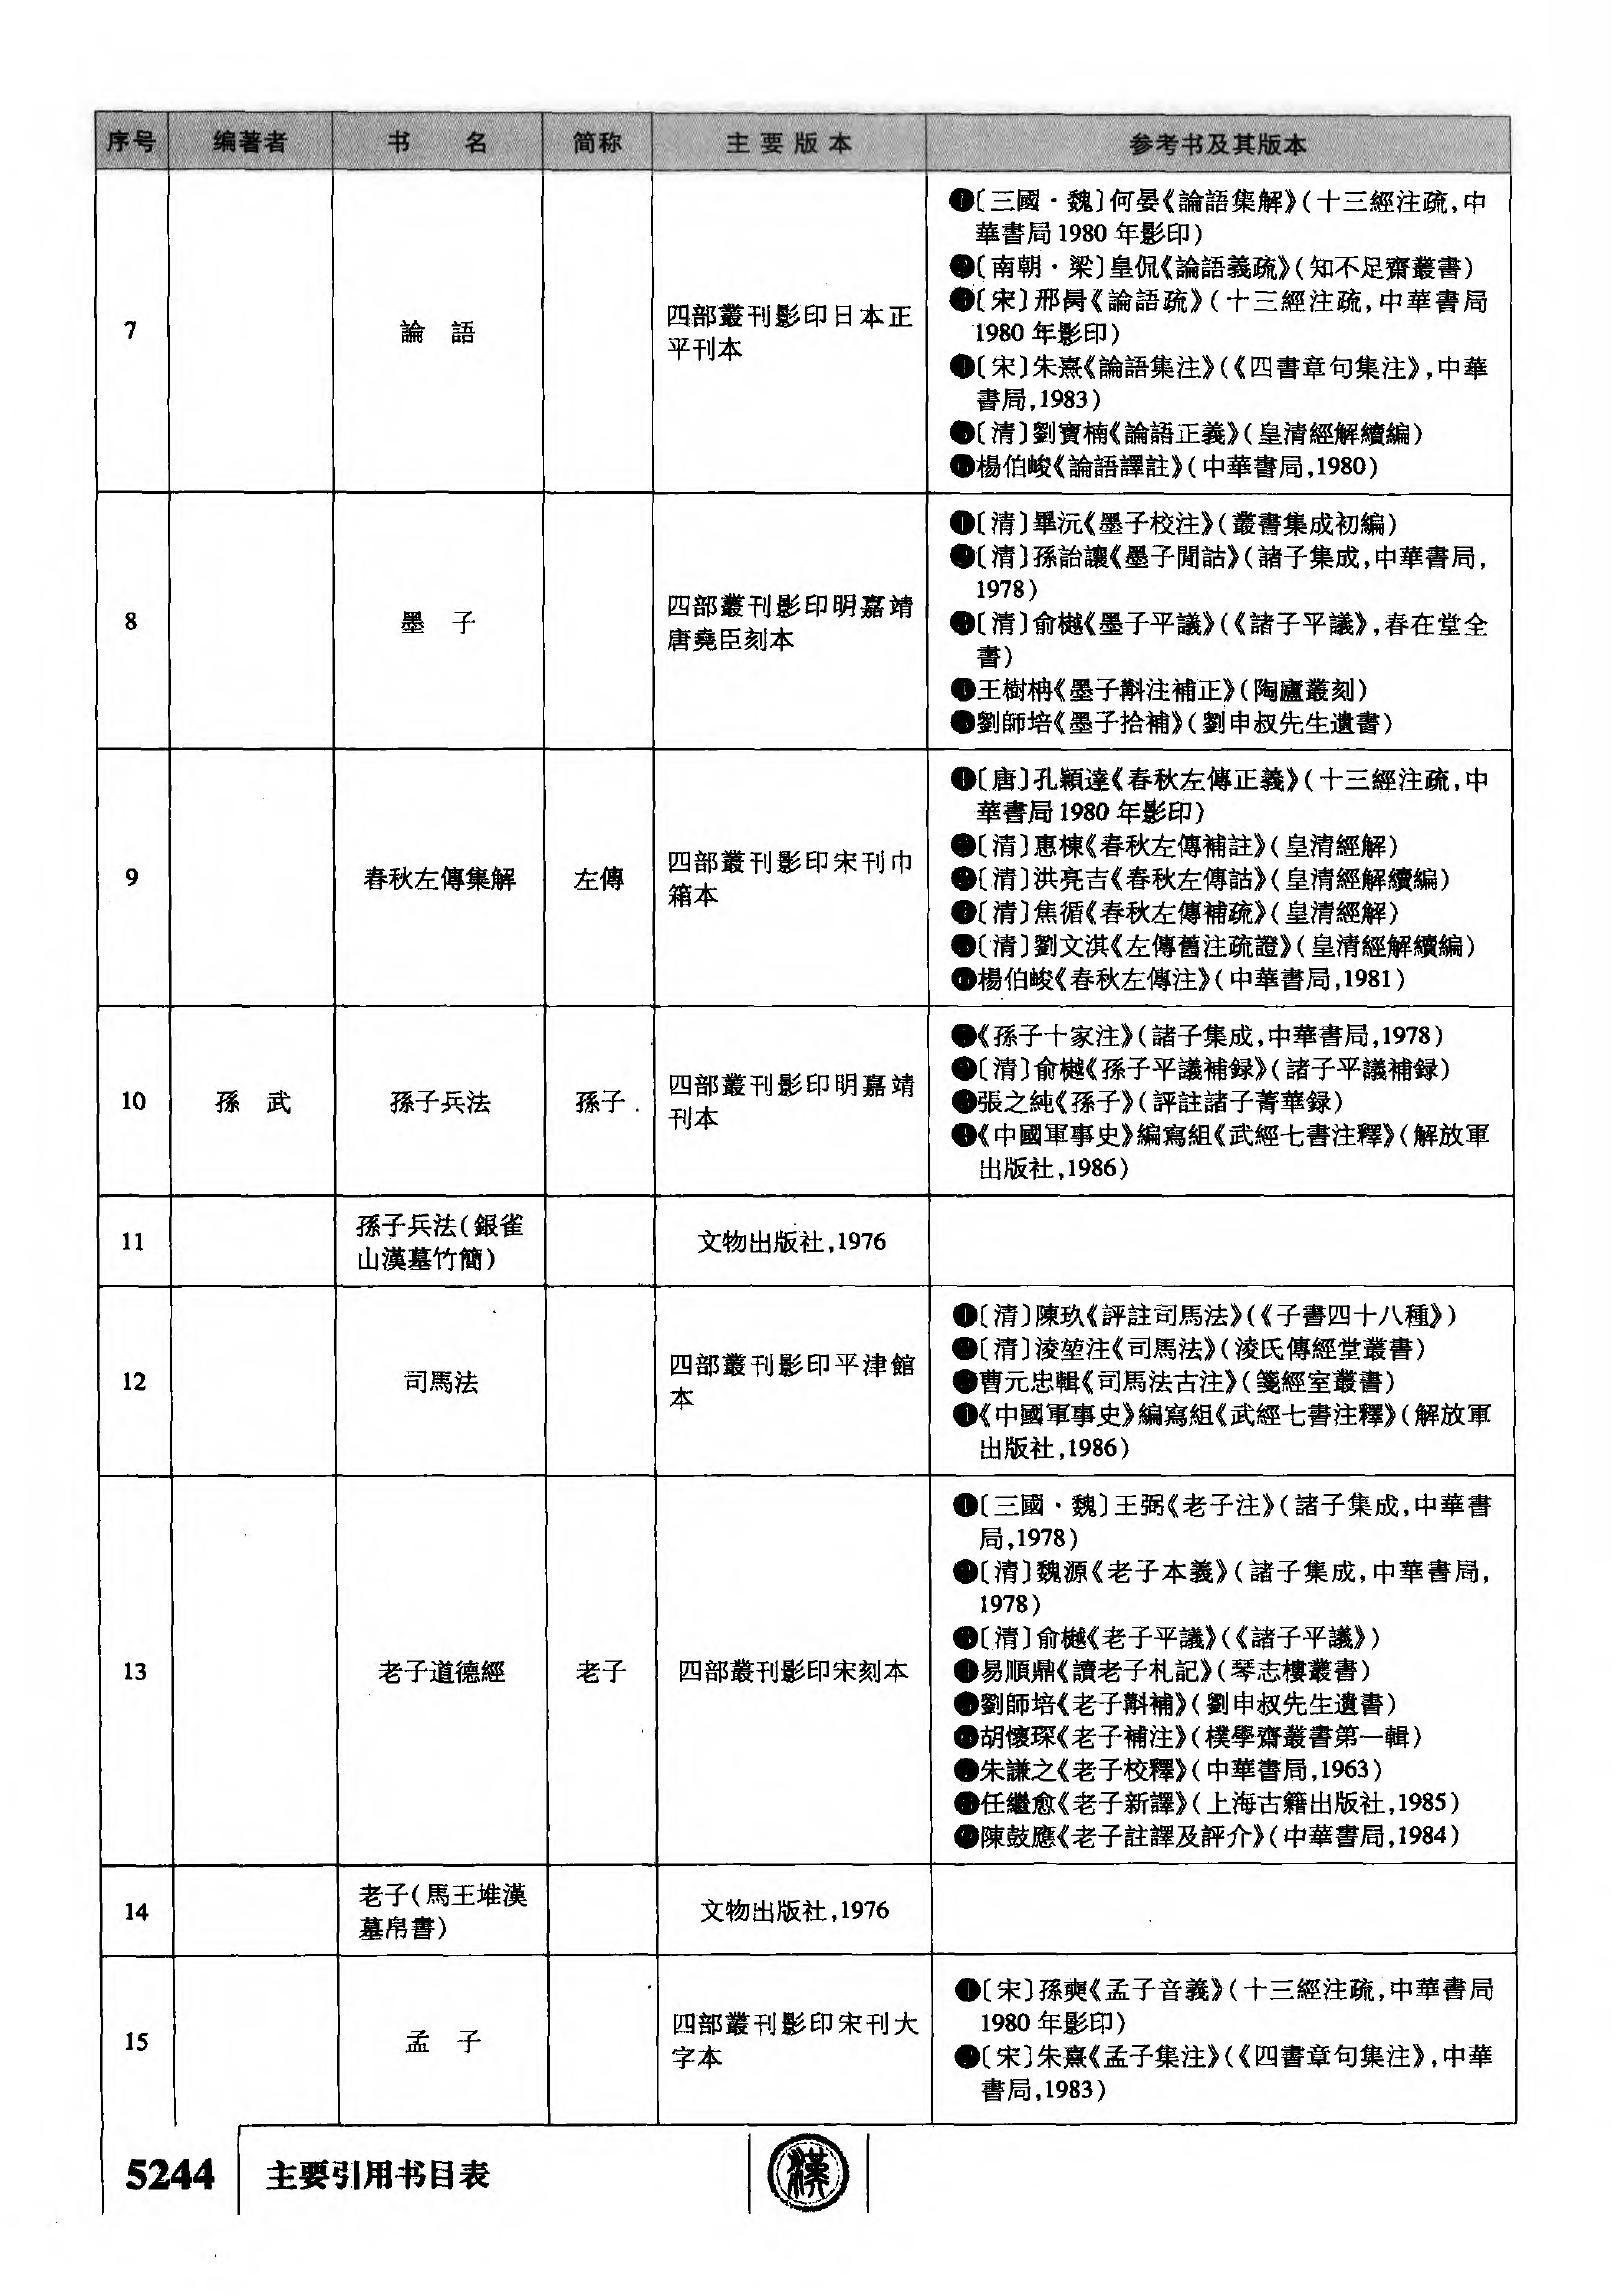 序号 编著者 书 名 简称 主要版本 参考书及其版本
7 論 語
四部叢刊影印日本正
平刊本
❶〔三國·魏〕何晏《論語集解》(十三經注疏,中
華書局1980年影印)
❷〔南朝·梁〕皇侃《論語義疏》(知不足齋叢書)
❸〔宋〕邢昺《論語疏》(十三經注疏,中華書局
1980年影印)
❹〔宋〕朱熹《論語集注》(《四書章句集注》,中華
書局,1983)
❺〔清〕劉寶楠《論語正義》(皇清經解續編)
❻楊伯峻《論語譯註》(中華書局,1980)
8 墨 子
四部叢刊影印明嘉靖
唐堯臣刻本
❶〔清〕畢沅《墨子校注》(叢書集成初編)
❷〔清〕孫詒讓《墨子閒詁》(諸子集成,中華書局,
1978)
❸〔清〕俞樾《墨子平議》(《諸子平議》,春在堂全
書)
❹王樹枏《墨子斠注補正》(陶廬叢刻)
❺劉師培《墨子拾補》(劉申叔先生遺書)
9 春秋左傳集解 左傳
四部叢刊影印宋刊巾
箱本
❶〔唐〕孔穎達《春秋左傳正義》(十三經注疏,中
華書局1980年影印)
❷〔清〕惠棟《春秋左傳補註》(皇清經解)
❸〔清〕洪亮吉《春秋左傳詁》(皇清經解續編)
❹〔清〕焦循《春秋左傳補疏》(皇清經解)
❺〔清〕劉文淇《左傳舊注疏證》(皇清經解續編)
❻楊伯峻《春秋左傳注》(中華書局,1981)
10 孫 武 孫子兵法 孫子
四部叢刊影印明嘉靖
刊本
❶《孫子十家注》(諸子集成,中華書局,1978)
❷〔清〕俞樾《孫子平議補録》(諸子平議補録)
❸張之純《孫子》(評註諸子菁華録)
❹《中國軍事史》編寫組《武經七書注釋》(解放軍
出版社,1986)
11
孫子兵法(銀雀
山漢墓竹簡)
文物出版社,1976
12 司馬法
四部叢刊影印平津館
本
❶〔清〕陳玖《評註司馬法》(《子書四十八種》)
❷〔清〕淩堃注《司馬法》(淩氏傳經堂叢書)
❸曹元忠輯《司馬法古注》(箋經室叢書)
❹《中國軍事史》編寫組《武經七書注釋》(解放軍
出版社,1986)
13 老子道德經 老子 四部叢刊影印宋刻本
❶〔三國·魏〕王弼《老子注》(諸子集成,中華書
局,1978)
❷〔清〕魏源《老子本義》(諸子集成,中華書局,
1978)
❸〔清〕俞樾《老子平議》(《諸子平議》)
❹易順鼎《讀老子札記》(琴志樓叢書)
❺劉師培《老子斠補》(劉申叔先生遺書)
❻胡懷琛《老子補注》(樸學齋叢書第一輯)
❼朱謙之《老子校釋》(中華書局,1963)
❽任繼愈《老子新譯》(上海古籍出版社,1985)
❾陳鼓應《老子註譯及評介》(中華書局,1984)
14
老子(馬王堆漢
墓帛書)
文物出版社,1976
15 孟 子
四部叢刊影印宋刊大
字本
❶〔宋〕孫奭《孟子音義》(十三經注疏,中華書局
1980年影印)
❷〔宋〕朱熹《孟子集注》(《四書章句集注》,中華
書局,1983)
5244 主要引用书目表 漢